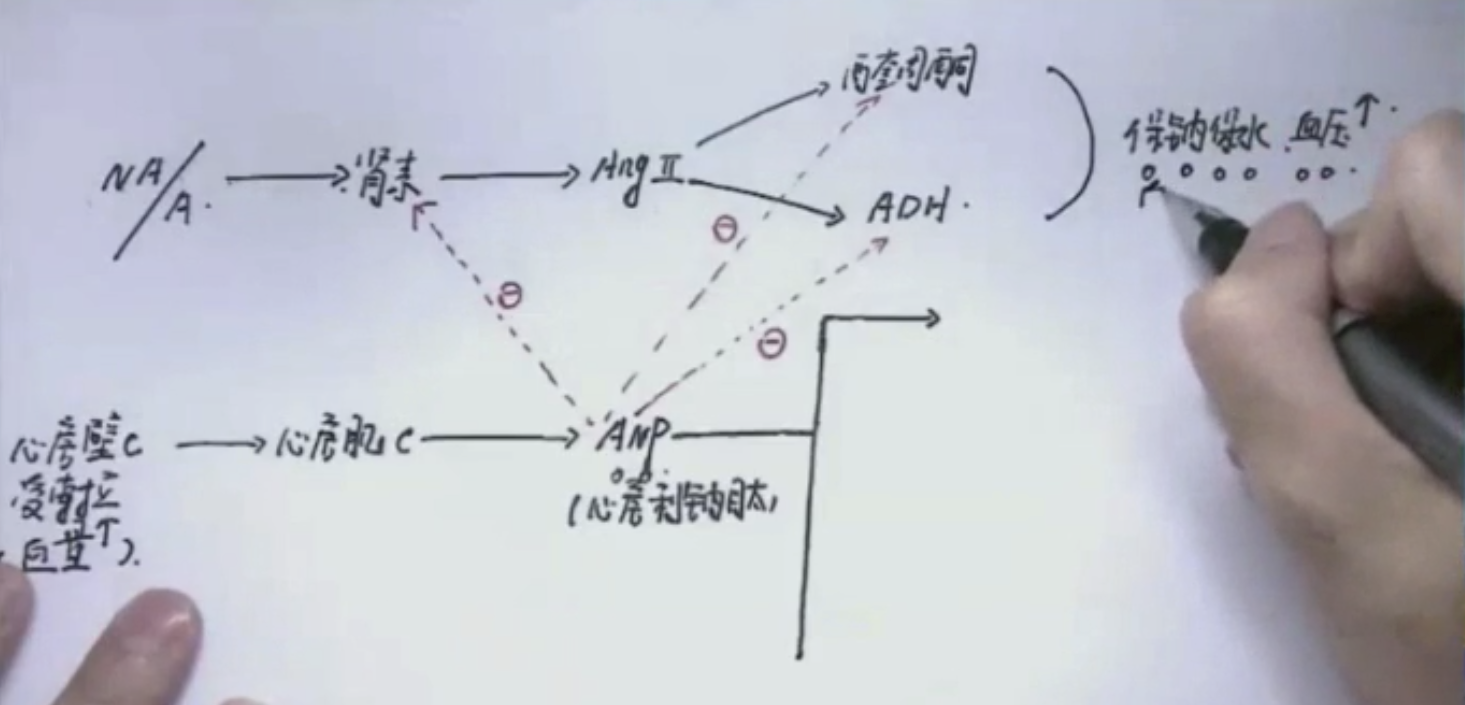 醛固酮
保钠保水 血压↑.
NA/A.
肾素
Ang Ⅱ
ADH.
⊖
⊖
⊖
心房壁C
受牵拉
血量↑).
心房肌C
ANP
(心房利钠肽)